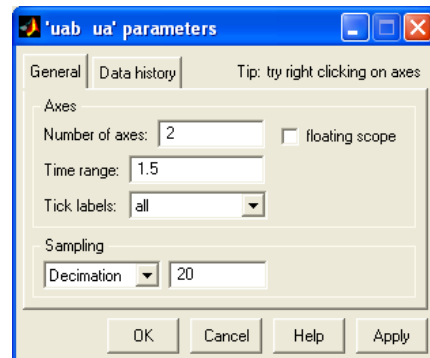 'uab ua' parameters
General Data history Tip: try right clicking on axes
Axes
Number of axes: 2 floating scope
Time range: 1.5
Tick labels: all
Sampling
Decimation 20
OK Cancel Help Apply